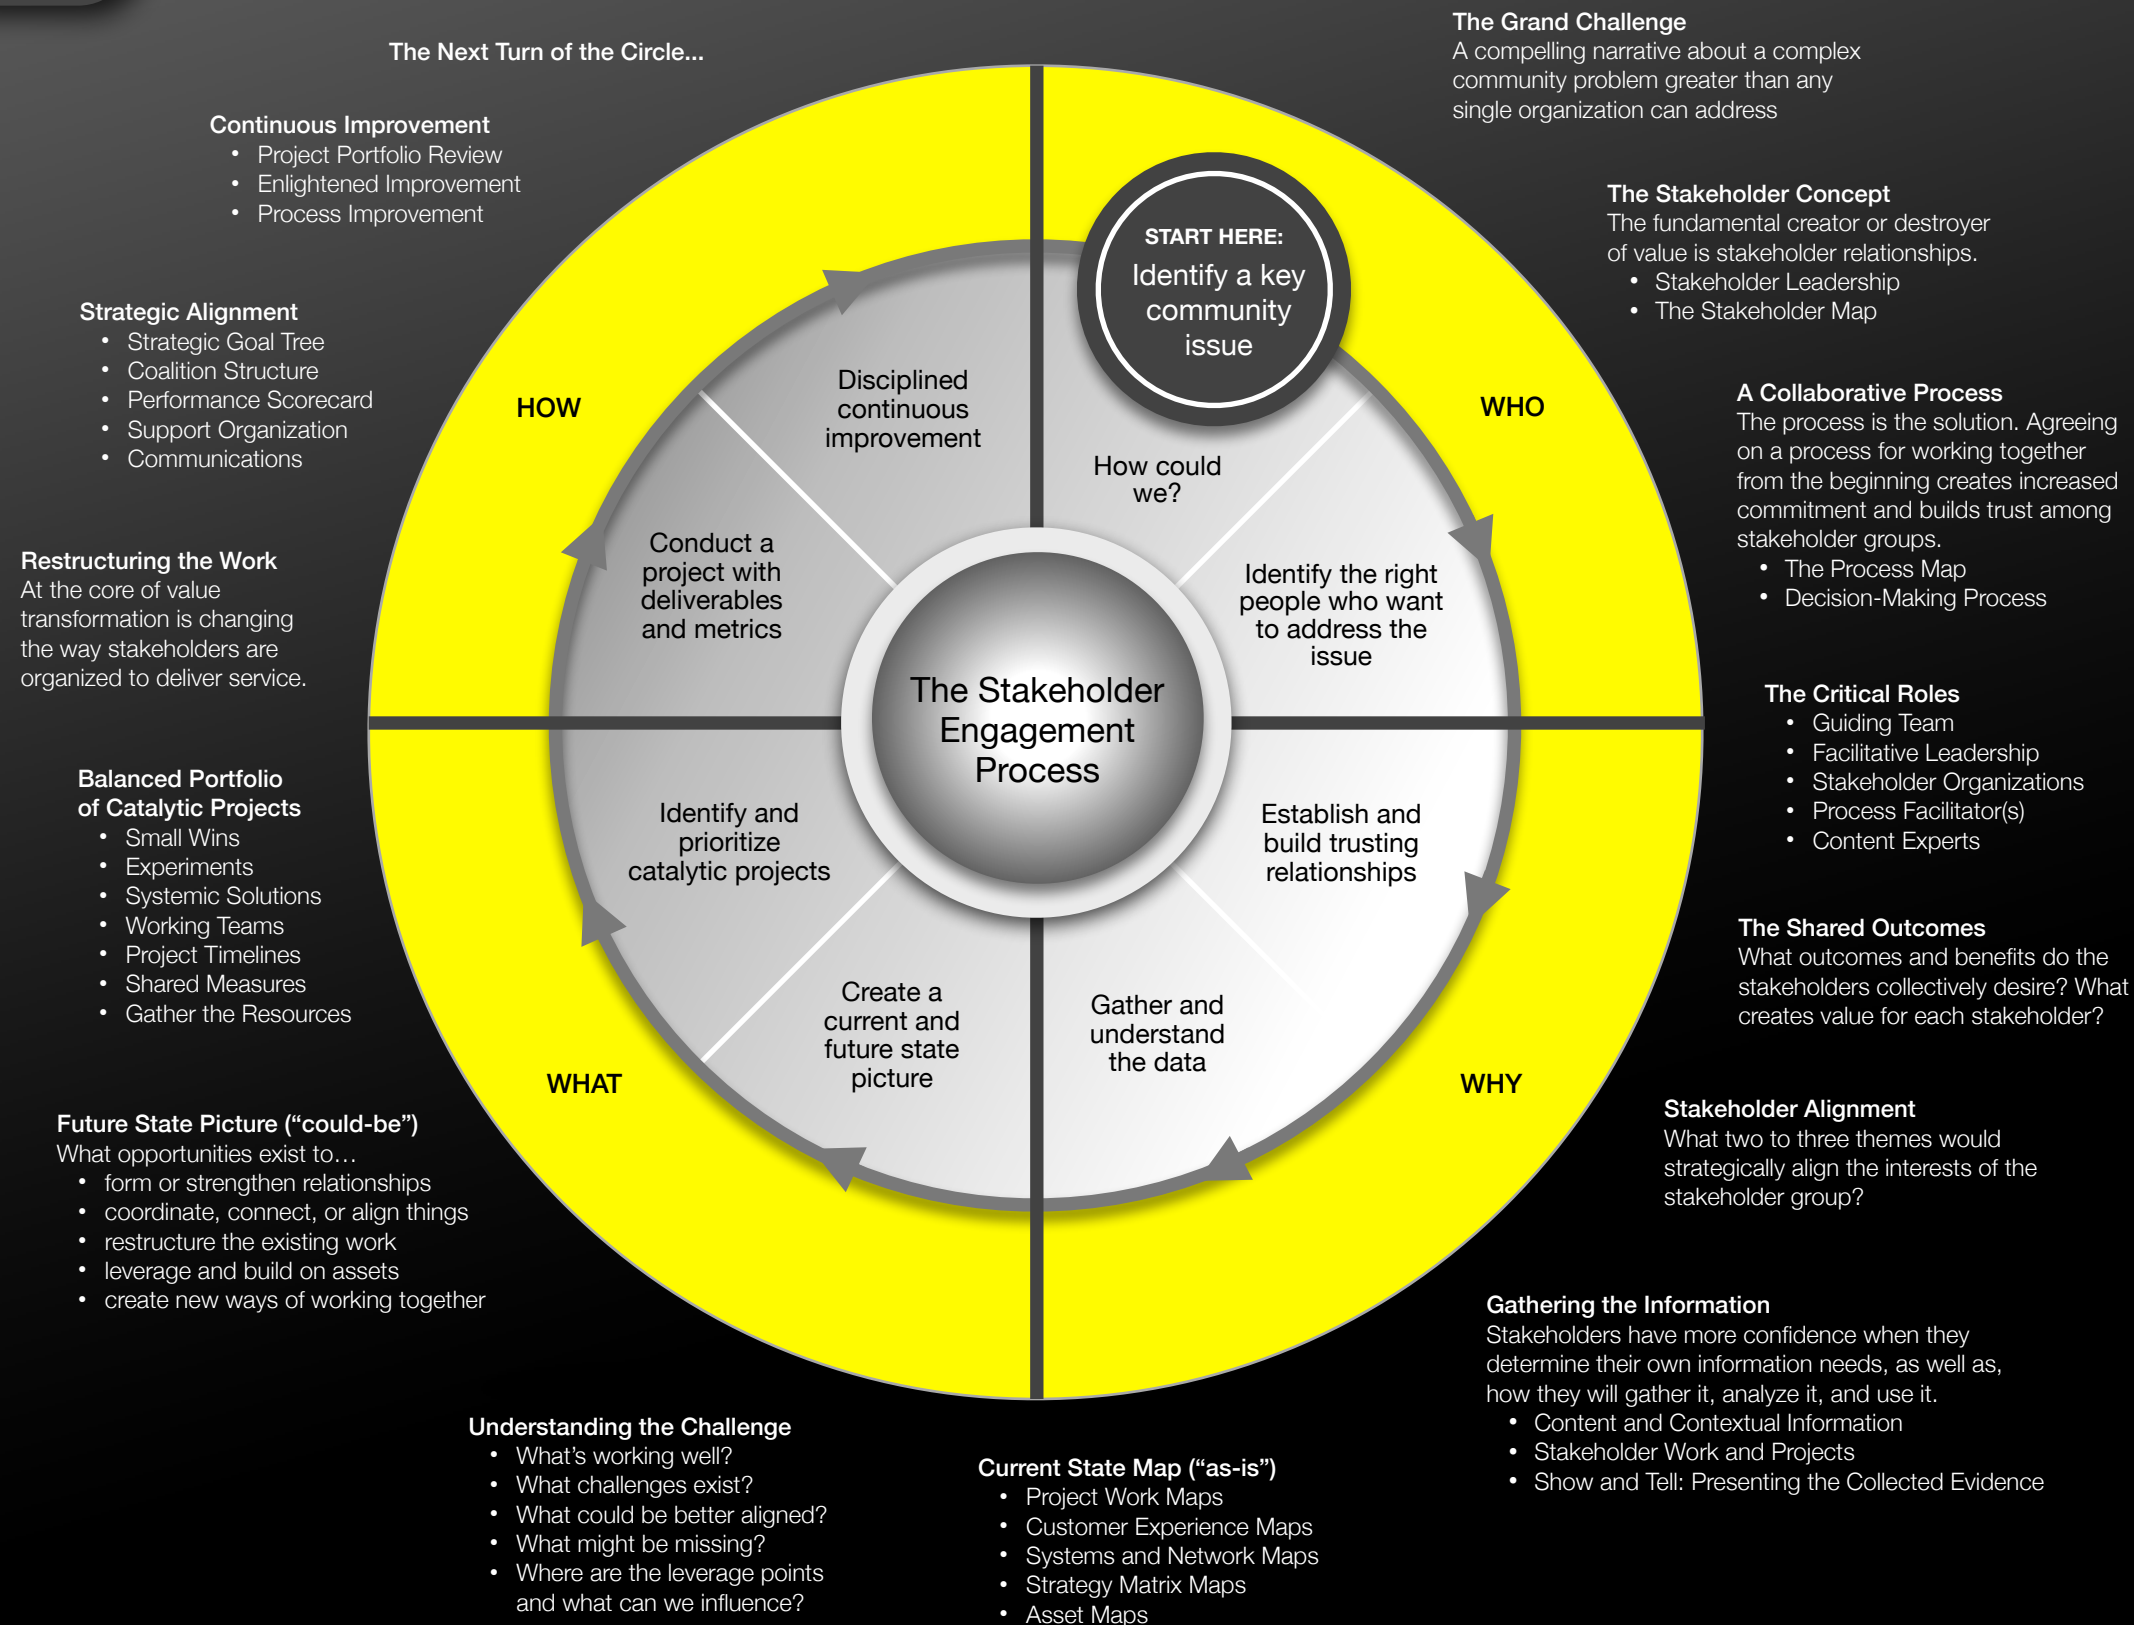 The Next Turn of the Circle...
The Grand Challenge
A compelling narrative about a complex
community problem greater than any
single organization can address
The Stakeholder Concept
The fundamental creator or destroyer
of value is stakeholder relationships.
• Stakeholder Leadership
• The Stakeholder Map
A Collaborative Process
The process is the solution. Agreeing
on a process for working together
from the beginning creates increased
commitment and builds trust among
stakeholder groups.
• The Process Map
• Decision-Making Process
The Critical Roles
• Guiding Team
• Facilitative Leadership
• Stakeholder Organizations
• Process Facilitator(s)
• Content Experts
The Shared Outcomes
What outcomes and benefits do the
stakeholders collectively desire? What
creates value for each stakeholder?
Stakeholder Alignment
What two to three themes would
strategically align the interests of the
stakeholder group?
Gathering the Information
Stakeholders have more confidence when they
determine their own information needs, as well as,
how they will gather it, analyze it, and use it.
• Content and Contextual Information
• Stakeholder Work and Projects
• Show and Tell: Presenting the Collected Evidence
Current State Map (“as-is”)
• Project Work Maps
• Customer Experience Maps
• Systems and Network Maps
• Strategy Matrix Maps
• Asset Maps
Understanding the Challenge
• What’s working well?
• What challenges exist?
• What could be better aligned?
• What might be missing?
• Where are the leverage points
and what can we influence?
Future State Picture (“could-be”)
What opportunities exist to…
• form or strengthen relationships
• coordinate, connect, or align things
• restructure the existing work
• leverage and build on assets
• create new ways of working together
Balanced Portfolio
of Catalytic Projects
• Small Wins
• Experiments
• Systemic Solutions
• Working Teams
• Project Timelines
• Shared Measures
• Gather the Resources
Restructuring the Work
At the core of value
transformation is changing
the way stakeholders are
organized to deliver service.
Strategic Alignment
• Strategic Goal Tree
• Coalition Structure
• Performance Scorecard
• Support Organization
• Communications
Continuous Improvement
• Project Portfolio Review
• Enlightened Improvement
• Process Improvement
START HERE:
Identify a key
community
issue
WHO
How could
we?
Identify the right
people who want
to address the
issue
WHY
Establish and
build trusting
relationships
Gather and
understand
the data
WHAT
Create a
current and
future state
picture
Identify and
prioritize
catalytic projects
HOW
Conduct a
project with
deliverables
and metrics
Disciplined
continuous
improvement
The Stakeholder
Engagement
Process